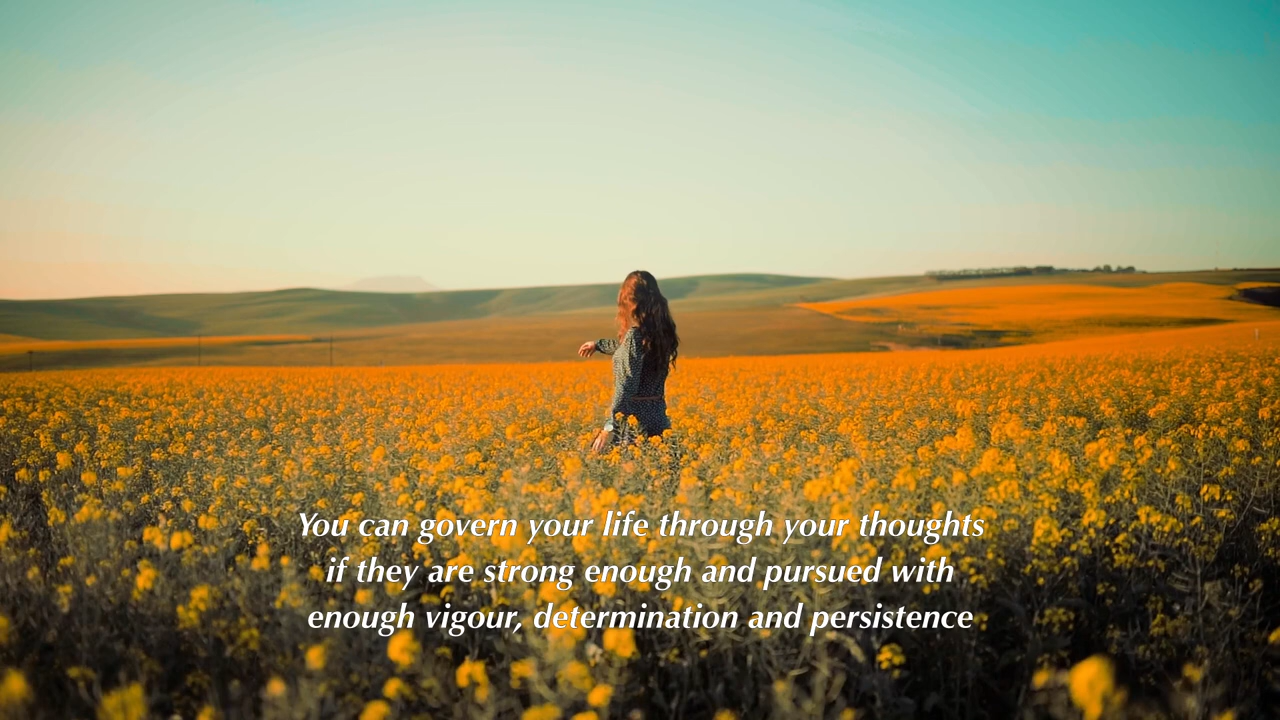 You can govern your life through your thoughts
if they are strong enough and pursued with
enough vigour, determination and persistence